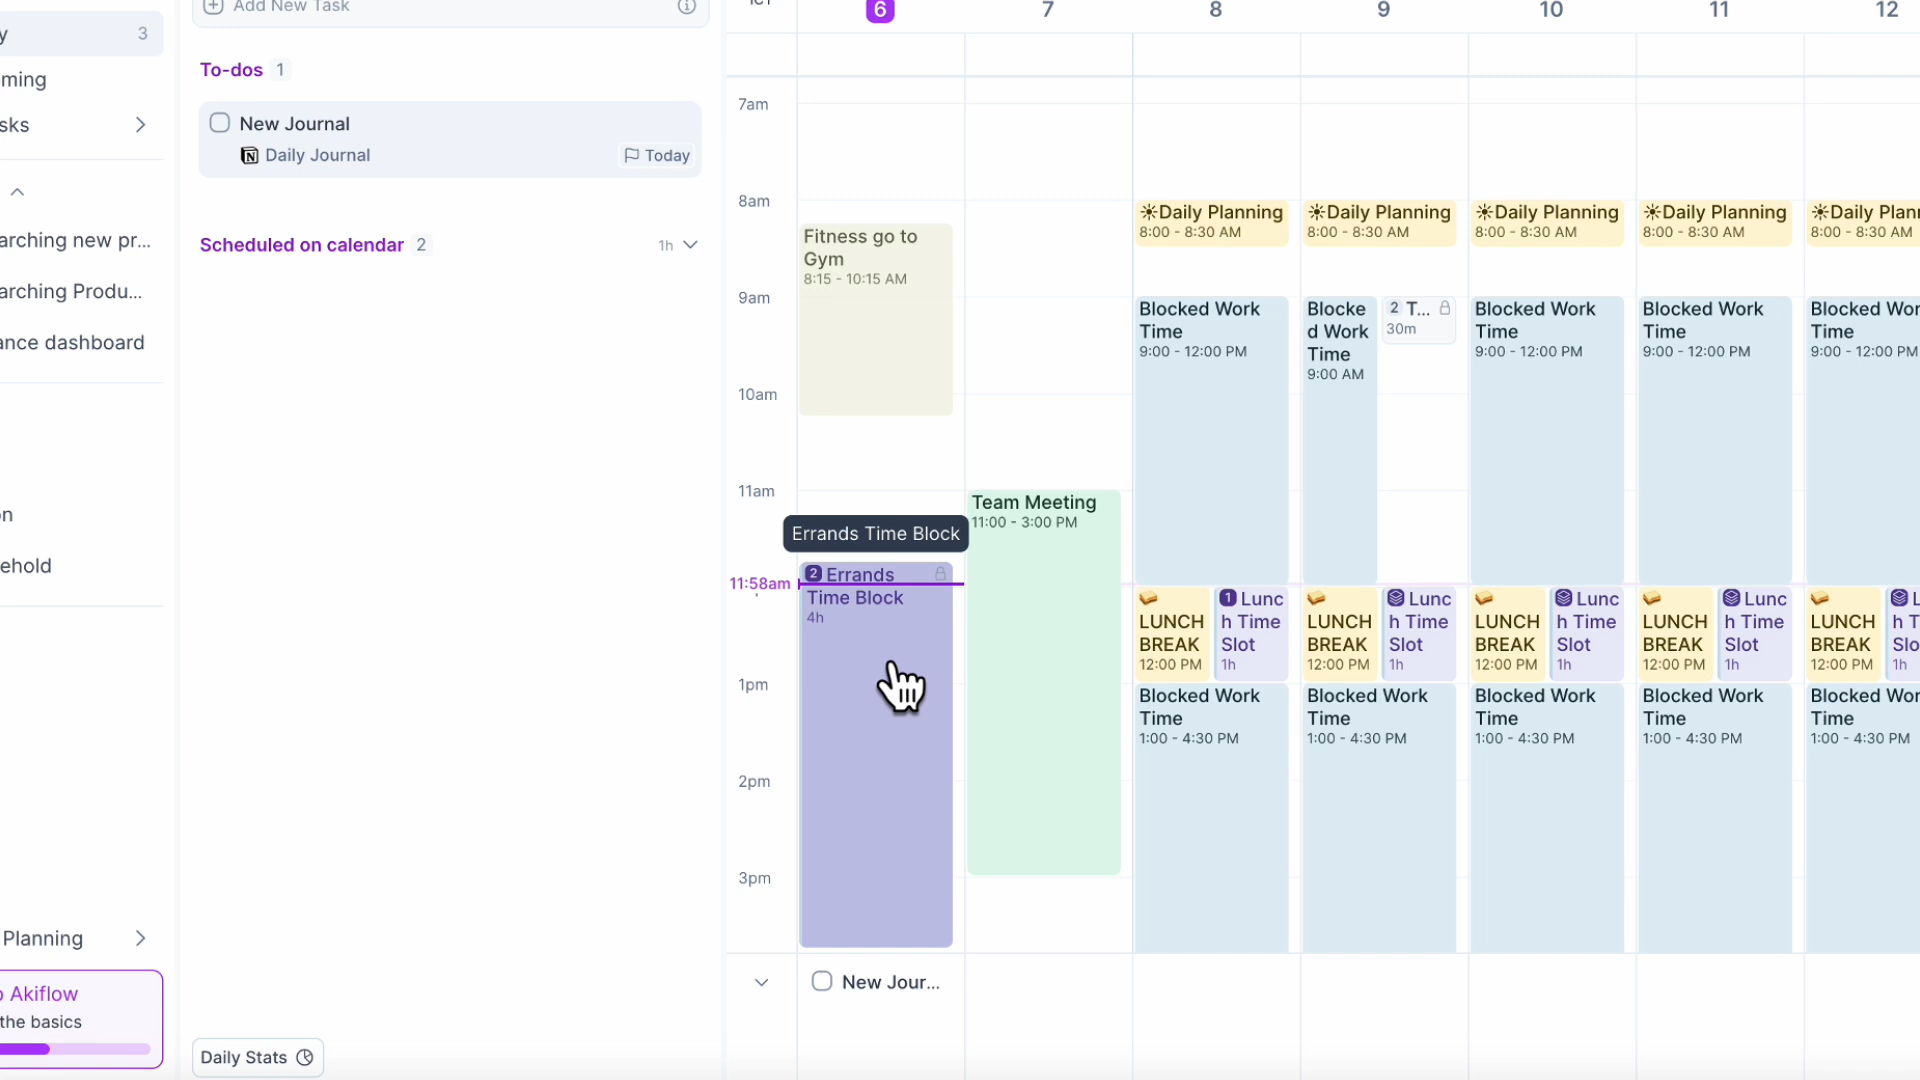 y 3
ming
sks
arching new pr...
arching Produ...
ance dashboard
on
ehold
Planning
o Akiflow
the basics
Add New Task
To-dos 1
New Journal
Daily Journal
Today
Scheduled on calendar 2
1h
Daily Stats
6 7 8 9 10 11 12
7am
8am
9am
10am
11am
11:58am
1pm
2pm
3pm
Fitness go to
Gym
8:15 - 10:15 AM
Errands Time Block
2 Errands
Time Block
4h
New Jour...
Team Meeting
11:00 - 3:00 PM
Daily Planning
8:00 - 8:30 AM
Blocked Work
Time
9:00 - 12:00 PM
LUNCH
BREAK
12:00 PM
1 Lunc
h Time
Slot
1h
Blocked Work
Time
1:00 - 4:30 PM
Daily Planning
8:00 - 8:30 AM
Blocke
d Work
Time
9:00 AM
2 T...
30m
LUNCH
BREAK
12:00 PM
Lunc
h Time
Slot
1h
Blocked Work
Time
1:00 - 4:30 PM
Daily Planning
8:00 - 8:30 AM
Blocked Work
Time
9:00 - 12:00 PM
LUNCH
BREAK
12:00 PM
Lunc
h Time
Slot
1h
Blocked Work
Time
1:00 - 4:30 PM
Daily Planning
8:00 - 8:30 AM
Blocked Work
Time
9:00 - 12:00 PM
LUNCH
BREAK
12:00 PM
Lunc
h Time
Slot
1h
Blocked Work
Time
1:00 - 4:30 PM
Daily Plann
8:00 - 8:30 AM
Blocked Wor
Time
9:00 - 12:00 PM
LUNCH
BREAK
12:00 PM
L
h T
Slo
1h
Blocked Wor
Time
1:00 - 4:30 PM